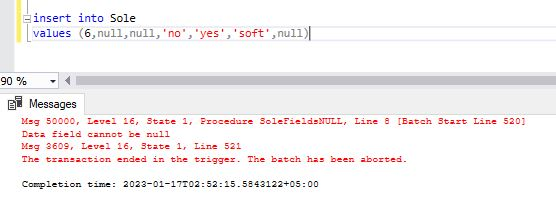 insert into Sole
values (6,null,null,'no','yes','soft',null)
90 %
Messages
Msg 50000, Level 16, State 1, Procedure SoleFieldsNULL, Line 8 [Batch Start Line 520]
Data field cannot be null
Msg 3609, Level 16, State 1, Line 521
The transaction ended in the trigger. The batch has been aborted.
Completion time: 2023-01-17T02:52:15.5843122+05:00